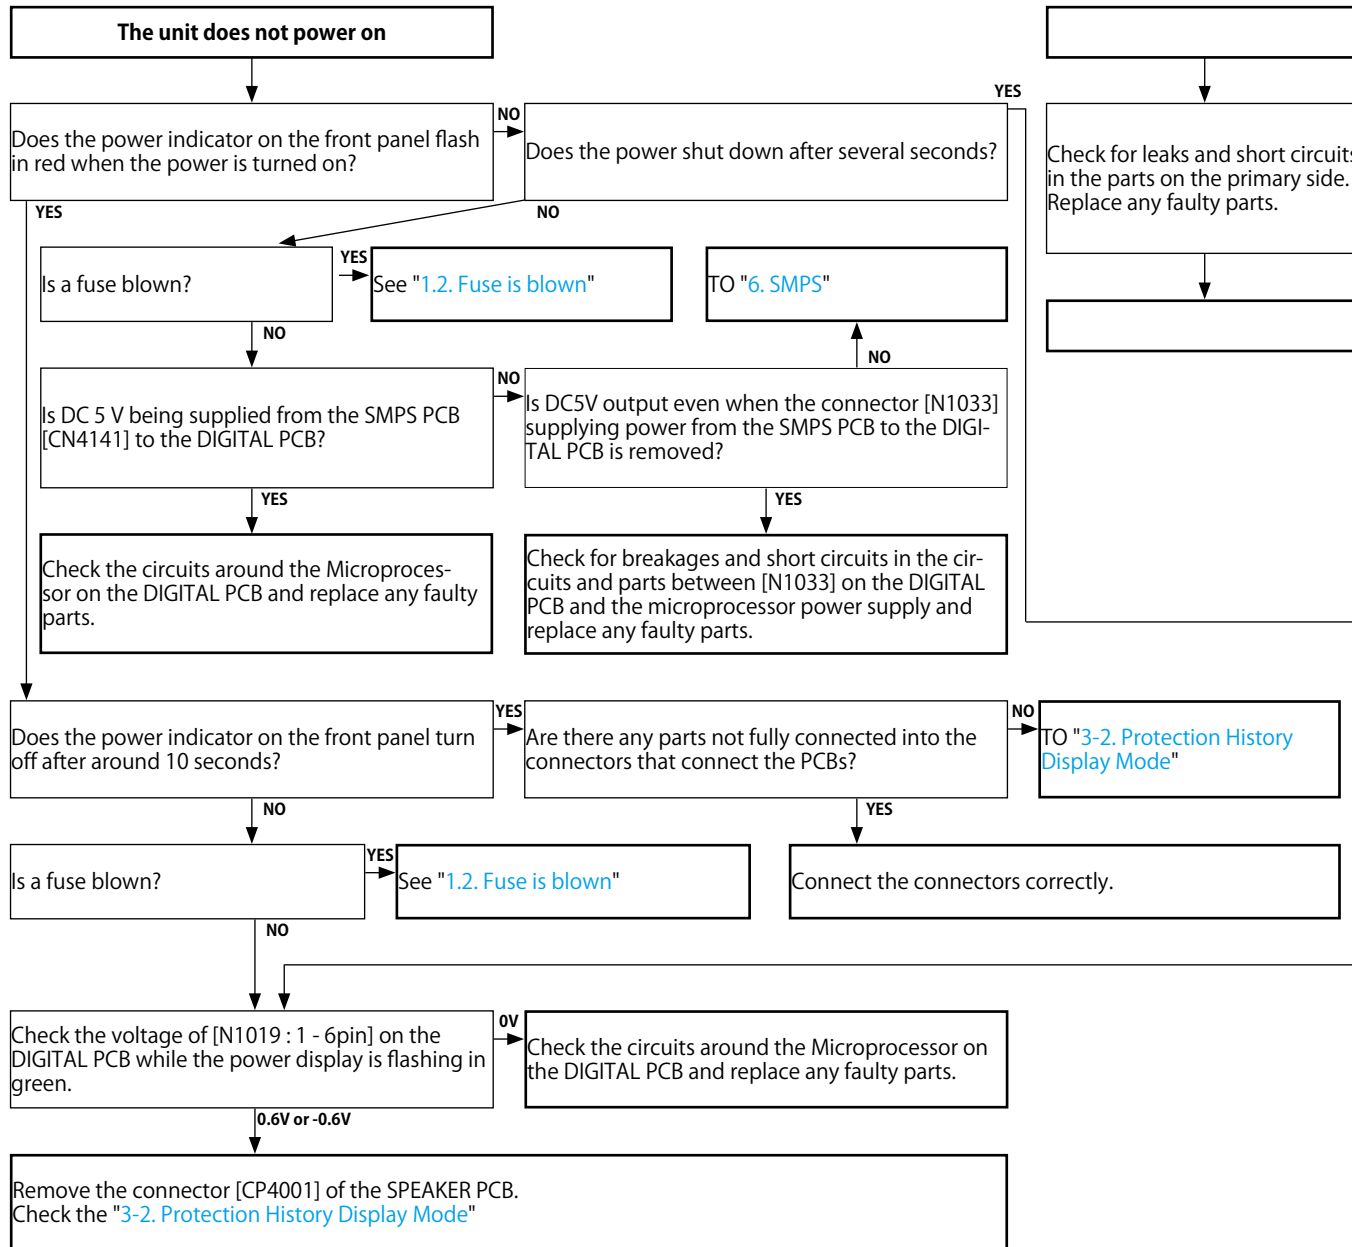 The unit does not power on
Does the power indicator on the front panel flash
in red when the power is turned on?
NO
Does the power shut down after several seconds?
YES
Check for leaks and short circuits
in the parts on the primary side.
Replace any faulty parts.
YES
NO
Is a fuse blown?
YES
See "1.2. Fuse is blown"
TO "6. SMPS"
NO
NO
Is DC 5 V being supplied from the SMPS PCB
[CN4141] to the DIGITAL PCB?
NO
Is DC5V output even when the connector [N1033]
supplying power from the SMPS PCB to the DIGI-
TAL PCB is removed?
YES
YES
Check the circuits around the Microproces-
sor on the DIGITAL PCB and replace any faulty
parts.
Check for breakages and short circuits in the cir-
cuits and parts between [N1033] on the DIGITAL
PCB and the microprocessor power supply and
replace any faulty parts.
Does the power indicator on the front panel turn
off after around 10 seconds?
YES
Are there any parts not fully connected into the
connectors that connect the PCBs?
NO
TO "3-2. Protection History
Display Mode"
NO
YES
Is a fuse blown?
YES
See "1.2. Fuse is blown"
Connect the connectors correctly.
NO
Check the voltage of [N1019 : 1 - 6pin] on the
DIGITAL PCB while the power display is flashing in
green.
0V
Check the circuits around the Microprocessor on
the DIGITAL PCB and replace any faulty parts.
0.6V or -0.6V
Remove the connector [CP4001] of the SPEAKER PCB.
Check the "3-2. Protection History Display Mode"